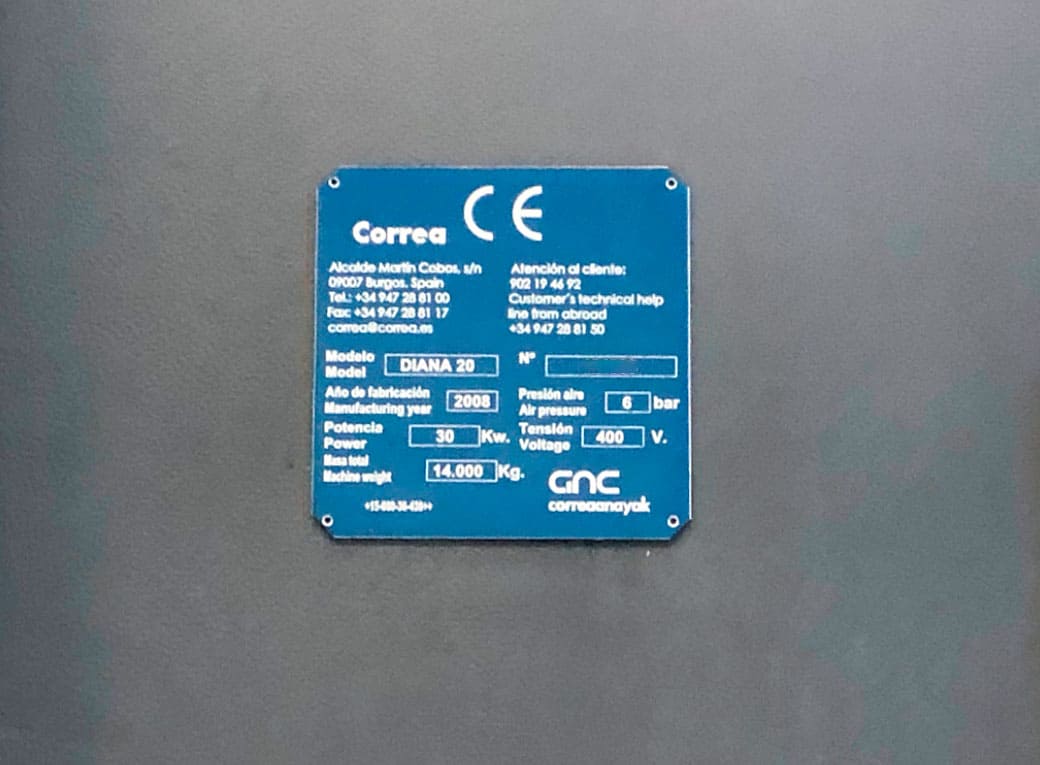 CE
Correa
Alcalde Martín Cobos, s/n
09007 Burgos. Spain
Tel.: +34 947 28 81 00
Fax: +34 947 28 81 17
correa@correa.es
Atención al cliente:
902 19 46 92
Customer's technical help
line from abroad
+34 947 28 81 50
Modelo
Model
DIANA 20
Nº
Año de fabricación
Manufacturing year
2008
Presión aire
Air pressure
6 bar
Potencia
Power
30 Kw.
Tensión
Voltage
400 V.
Masa total
Machine weight
14.000 Kg.
GNC
correaanayak